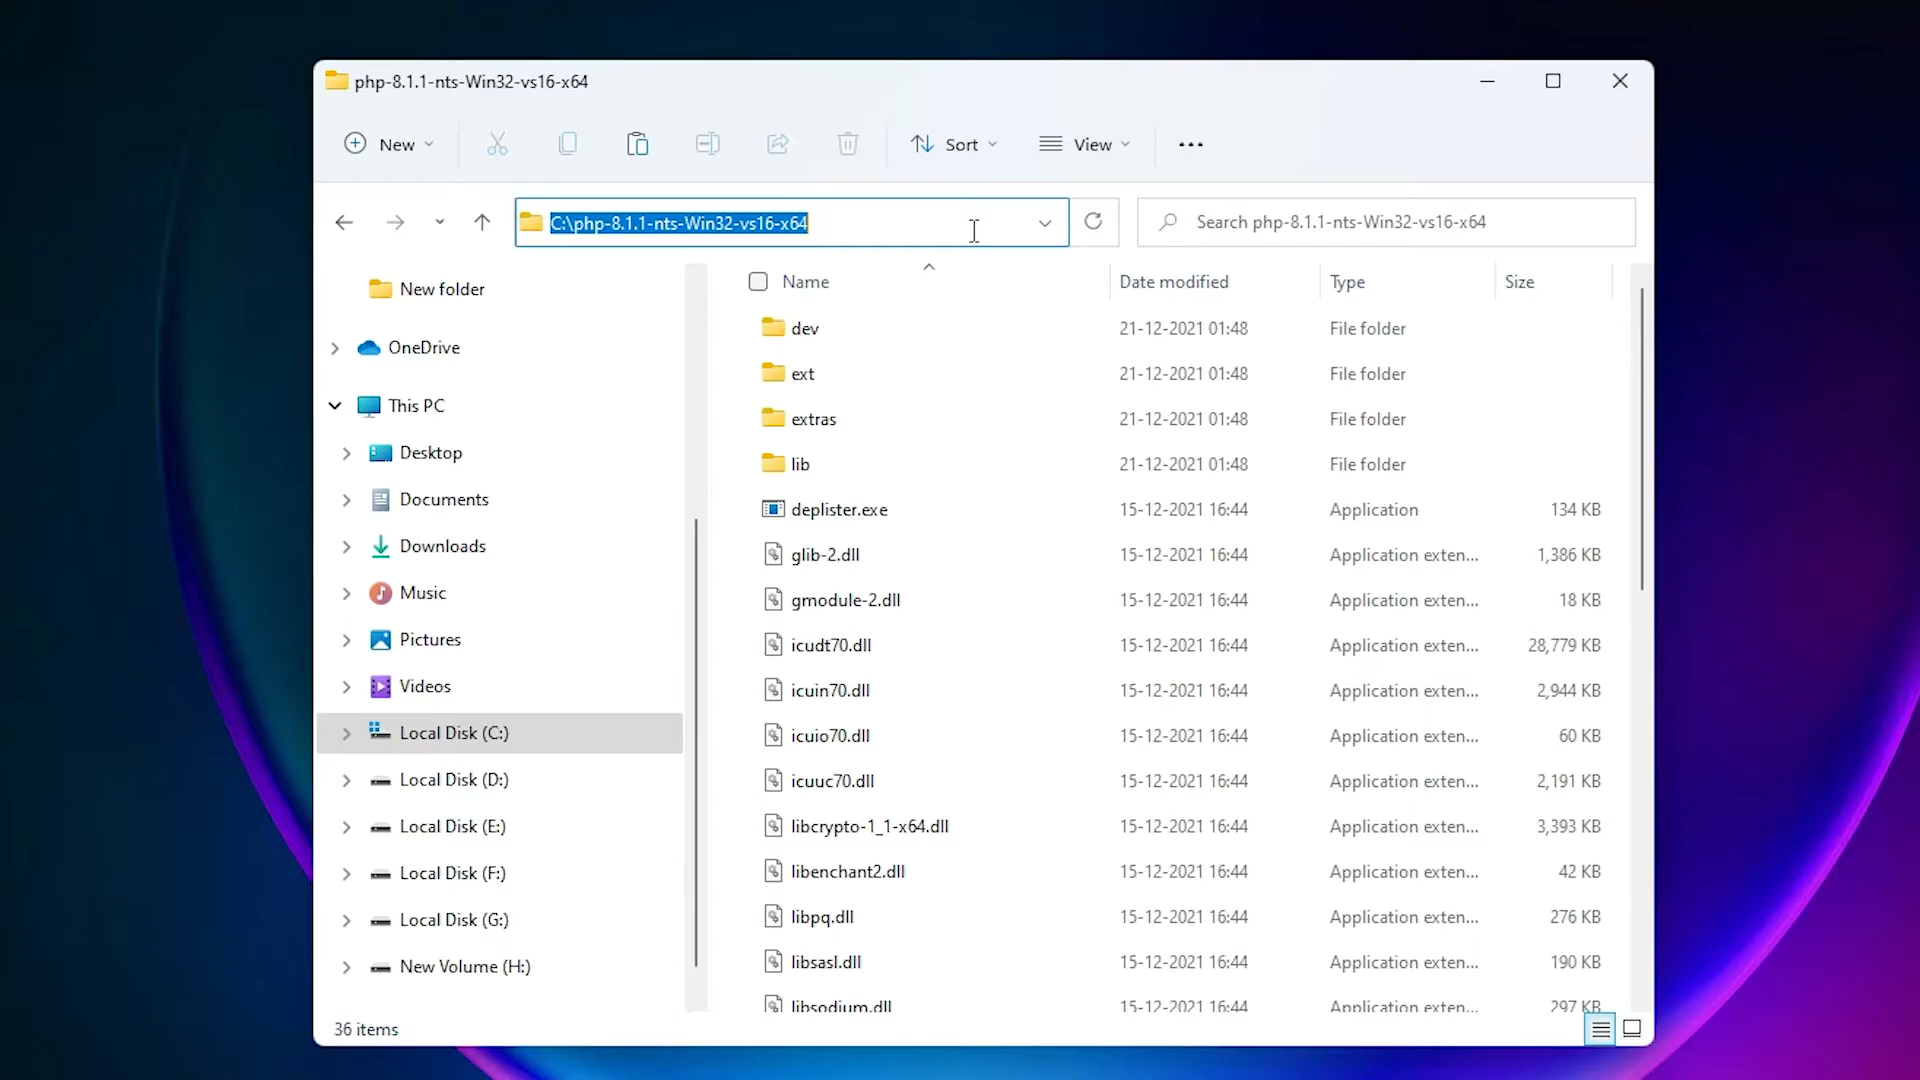 php-8.1.1-nts-Win32-vs16-x64
New
Sort
View
C:\php-8.1.1-nts-Win32-vs16-x64
Search php-8.1.1-nts-Win32-vs16-x64
New folder
OneDrive
This PC
Desktop
Documents
Downloads
Music
Pictures
Videos
Local Disk (C:)
Local Disk (D:)
Local Disk (E:)
Local Disk (F:)
Local Disk (G:)
New Volume (H:)
Name Date modified Type Size
dev 21-12-2021 01:48 File folder
ext 21-12-2021 01:48 File folder
extras 21-12-2021 01:48 File folder
lib 21-12-2021 01:48 File folder
deplister.exe 15-12-2021 16:44 Application 134 KB
glib-2.dll 15-12-2021 16:44 Application exten... 1,386 KB
gmodule-2.dll 15-12-2021 16:44 Application exten... 18 KB
icudt70.dll 15-12-2021 16:44 Application exten... 28,779 KB
icuin70.dll 15-12-2021 16:44 Application exten... 2,944 KB
icuio70.dll 15-12-2021 16:44 Application exten... 60 KB
icuuc70.dll 15-12-2021 16:44 Application exten... 2,191 KB
libcrypto-1_1-x64.dll 15-12-2021 16:44 Application exten... 3,393 KB
libenchant2.dll 15-12-2021 16:44 Application exten... 42 KB
libpq.dll 15-12-2021 16:44 Application exten... 276 KB
libsasl.dll 15-12-2021 16:44 Application exten... 190 KB
libsodium.dll 15-12-2021 16:44 Application exten... 297 KB
36 items